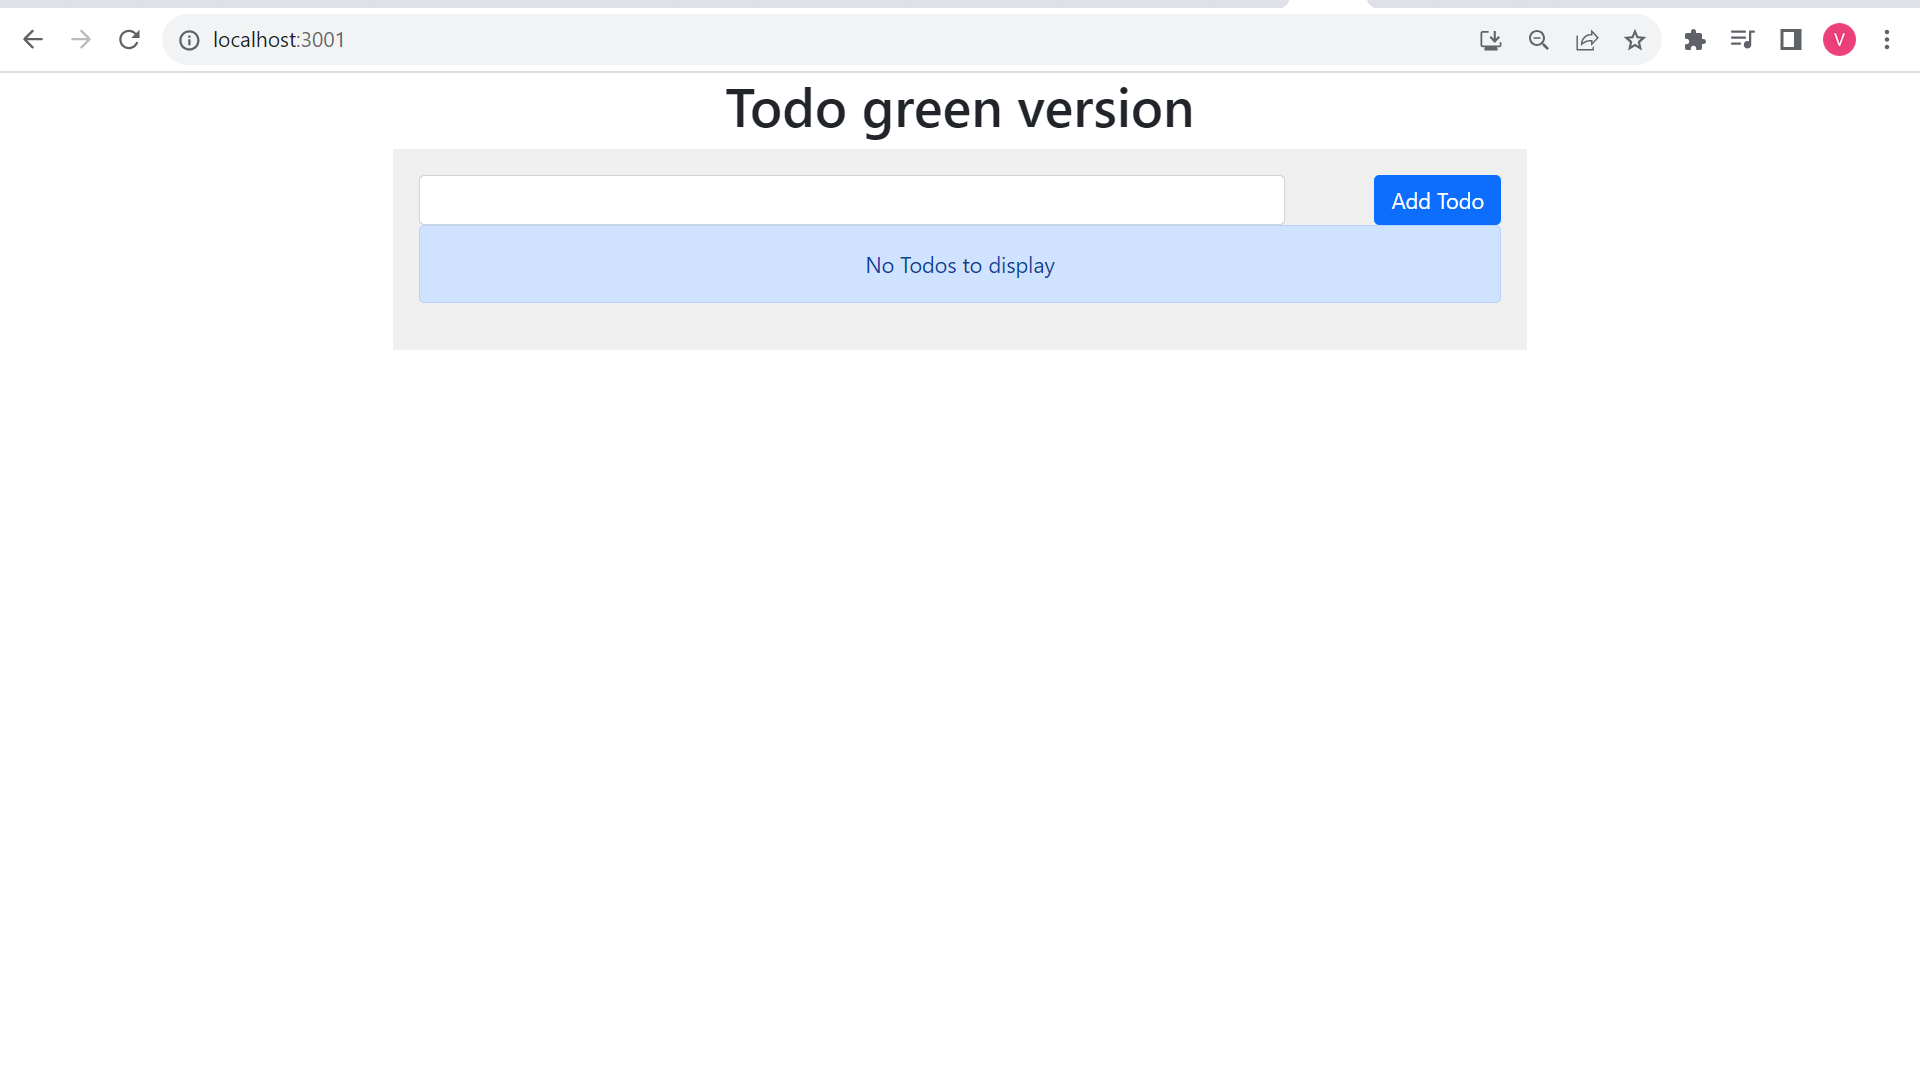 localhost:3001
V
Todo green version
Add Todo
No Todos to display